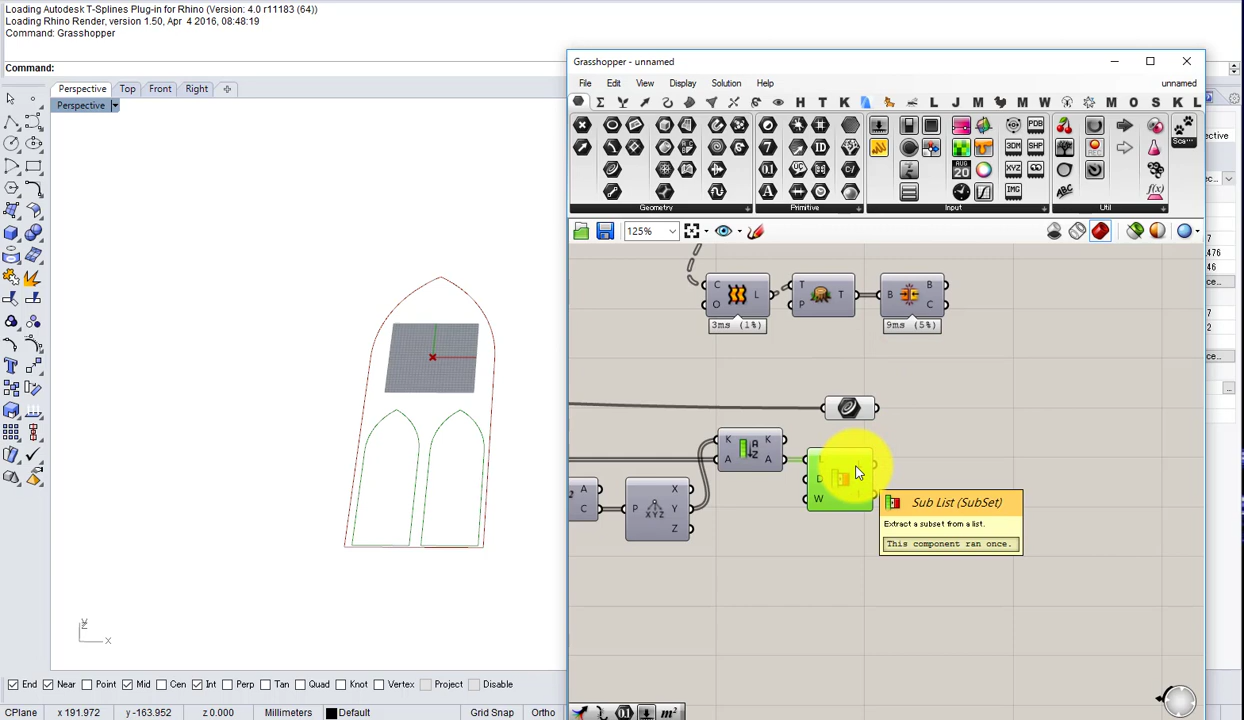 Loading Autodesk T-Splines Plug-in for Rhino (Version: 4.0 r11183 (64))
Loading Rhino Render, version 1.50, Apr 4 2016, 08:48:19
Command: Grasshopper
Command:
Perspective Top Front Right
Perspective
Grasshopper - unnamed
File Edit View Display Solution Help
unnamed
Geometry Primitive Input Util
125%
C O L
3ms (1%)
T P T
B B C
9ms (5%)
K A K A
A Z
A C
P X Y Z
XYZ
D W
Sub List (SubSet)
Extract a subset from a list.
This component ran once.
y
x
End Near Point Mid Cen Int Perp Tan Quad Knot Vertex Project Disable
CPlane x 191.972 y -163.952 z 0.000 Millimeters Default Grid Snap Ortho